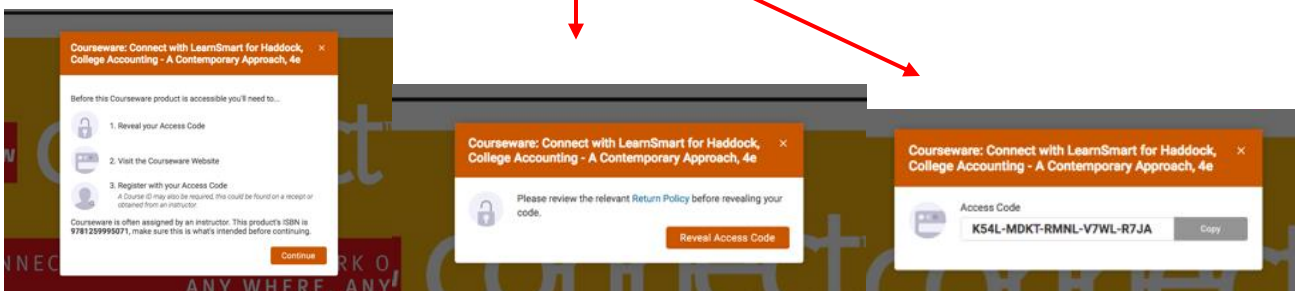 Courseware: Connect with LearnSmart for Haddock, ×
College Accounting - A Contemporary Approach, 4e
Before this Courseware product is accessible you'll need to...
1. Reveal your Access Code
2. Visit the Courseware Website
3. Register with your Access Code
A Course ID may also be required, this could be found on a receipt or
obtained from an instructor.
Courseware is often assigned by an instructor. This product's ISBN is
9781259995071, make sure this is what's intended before continuing.
Continue
ANY WHERE. ANY
Courseware: Connect with LearnSmart for Haddock, ×
College Accounting - A Contemporary Approach, 4e
Please review the relevant Return Policy before revealing your
code.
Reveal Access Code
connect
Courseware: Connect with LearnSmart for Haddock, ×
College Accounting - A Contemporary Approach, 4e
Access Code
K54L-MDKT-RMNL-V7WL-R7JA
Copy